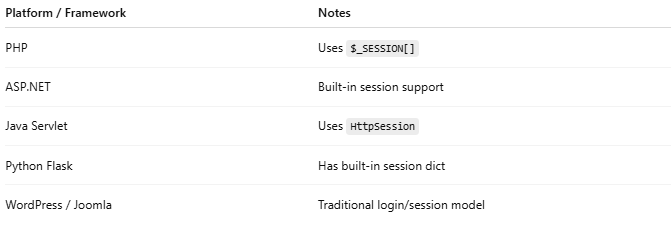 Platform / Framework Notes
PHP Uses $_SESSION[]
ASP.NET Built-in session support
Java Servlet Uses HttpSession
Python Flask Has built-in session dict
WordPress / Joomla Traditional login/session model